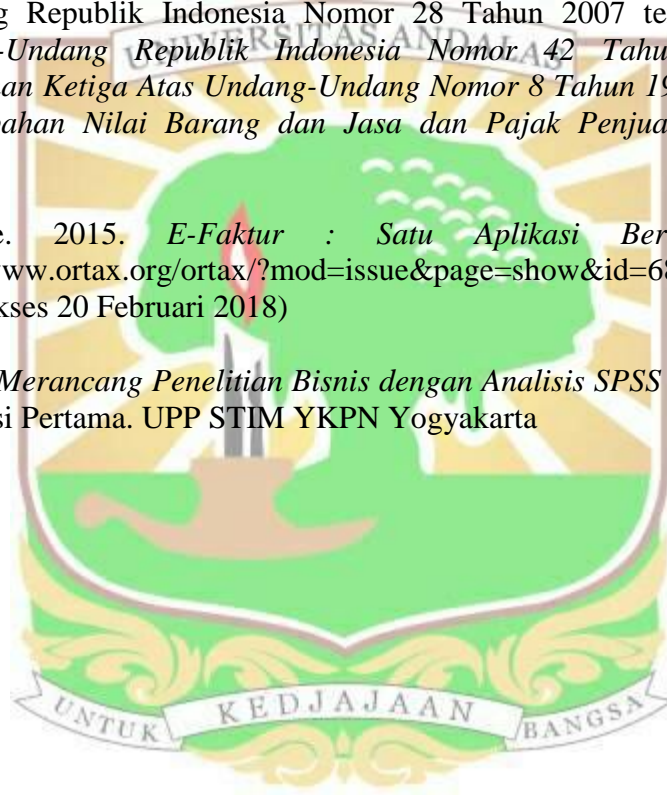 g Republik Indonesia Nomor 28 Tahun 2007 te
UNIVERSITAS ANDALAS
-Undang Republik Indonesia Nomor 42 Tahu
an Ketiga Atas Undang-Undang Nomor 8 Tahun 19
bahan Nilai Barang dan Jasa dan Pajak Penjua
e. 2015. E-Faktur : Satu Aplikasi Ber
www.ortax.org/ortax/?mod=issue&page=show&id=68
kses 20 Februari 2018)
Merancang Penelitian Bisnis dengan Analisis SPSS
si Pertama. UPP STIM YKPN Yogyakarta
UNTUK KEDJAJAAN BANGSA